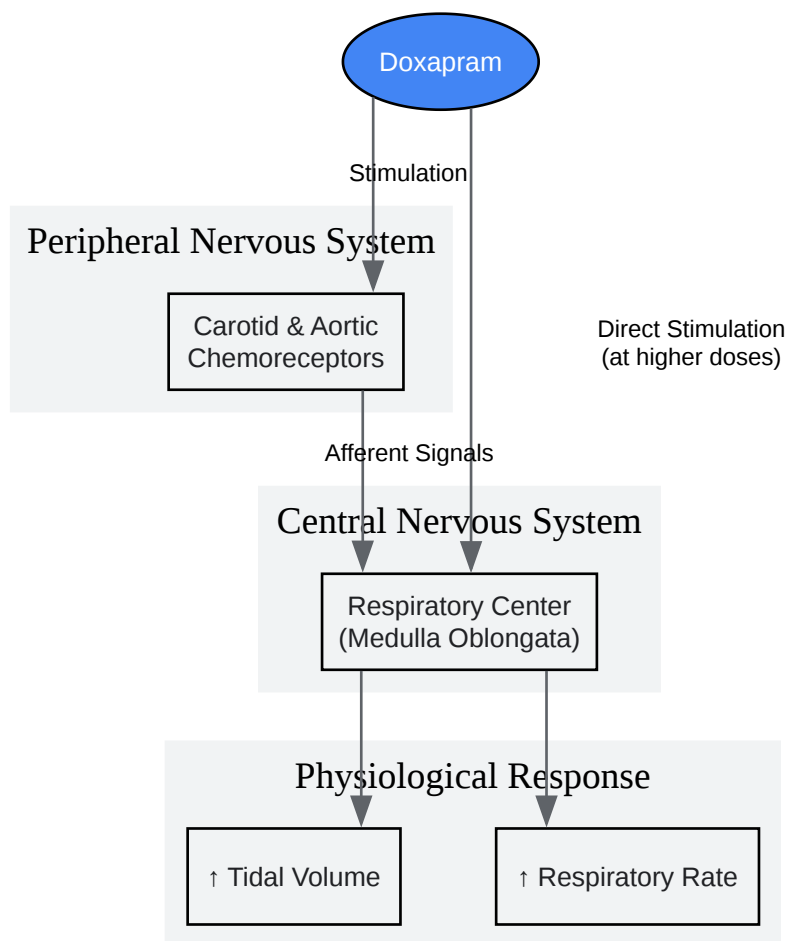 Doxapram
Stimulation
Peripheral Nervous System
Carotid & Aortic
Chemoreceptors
Direct Stimulation
(at higher doses)
Afferent Signals
Central Nervous System
Respiratory Center
(Medulla Oblongata)
Physiological Response
↑ Tidal Volume
↑ Respiratory Rate